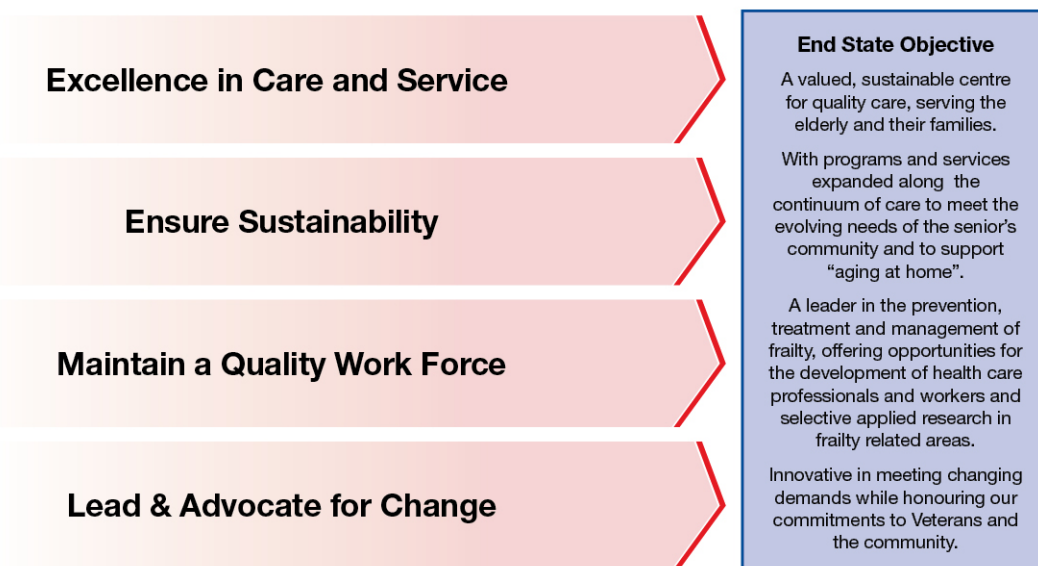 Excellence in Care and Service
Ensure Sustainability
Maintain a Quality Work Force
Lead & Advocate for Change
End State Objective
A valued, sustainable centre
for quality care, serving the
elderly and their families.
With programs and services
expanded along the
continuum of care to meet the
evolving needs of the senior’s
community and to support
“aging at home”.
A leader in the prevention,
treatment and management of
frailty, offering opportunities for
the development of health care
professionals and workers and
selective applied research in
frailty related areas.
Innovative in meeting changing
demands while honouring our
commitments to Veterans and
the community.